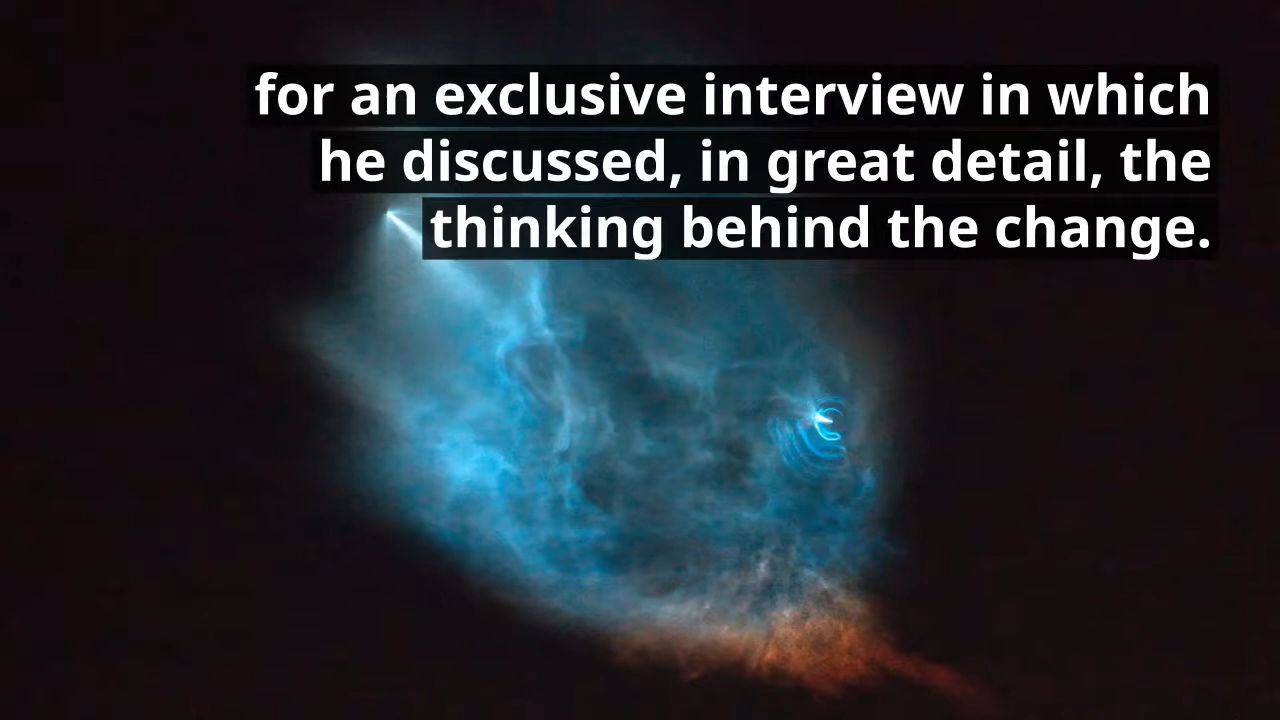 for an exclusive interview in which
he discussed, in great detail, the
thinking behind the change.